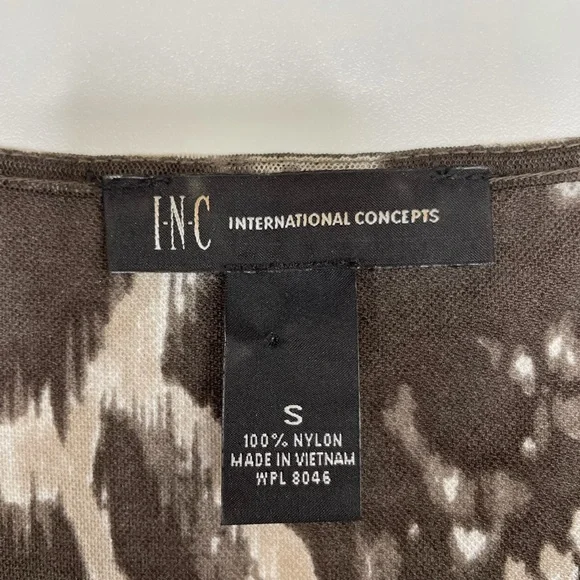 I·N·C INTERNATIONAL CONCEPTS
S
100% NYLON
MADE IN VIETNAM
WPL 8046